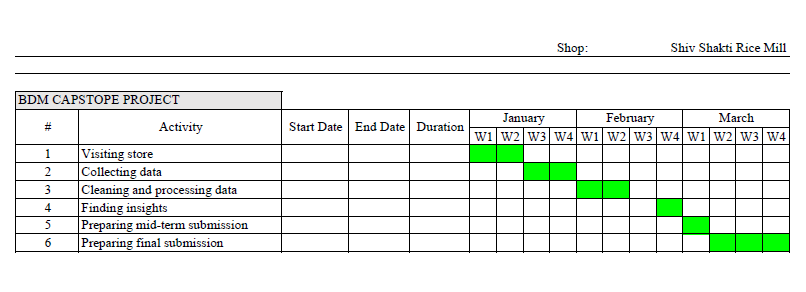 Shop: Shiv Shakti Rice Mill
BDM CAPSTOPE PROJECT
# Activity Start Date End Date Duration January February March
W1 W2 W3 W4 W1 W2 W3 W4 W1 W2 W3 W4
1 Visiting store
2 Collecting data
3 Cleaning and processing data
4 Finding insights
5 Preparing mid-term submission
6 Preparing final submission